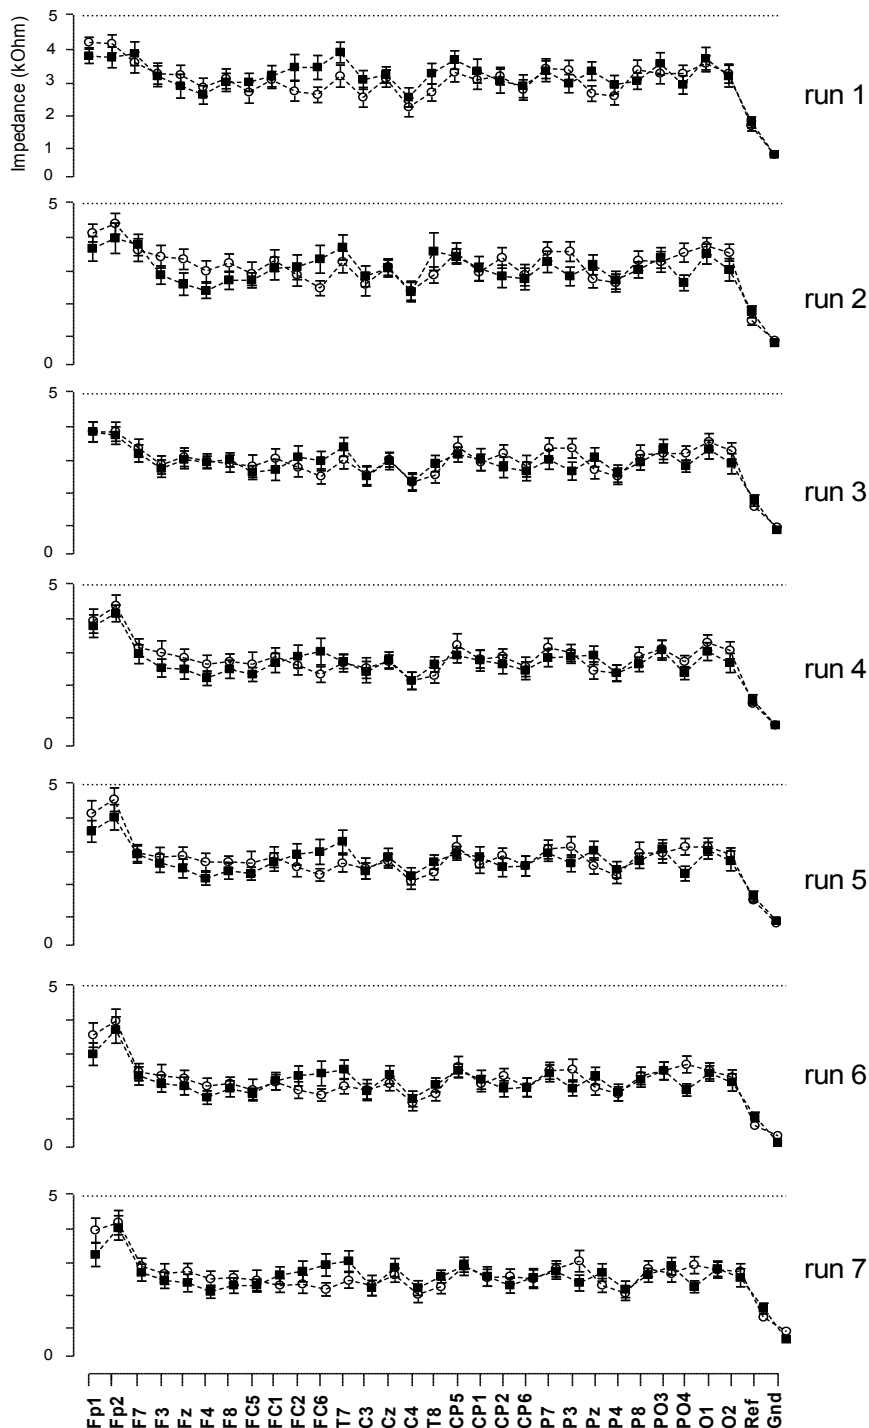 Impedance (kOhm)
5
4
3
2
1
0
run 1
5
0
run 2
5
0
run 3
5
0
run 4
5
0
run 5
5
0
run 6
5
0
run 7
Fp1
Fp2
F7
F3
Fz
F4
F8
FC5
FC1
FC2
FC6
T7
C3
Cz
C4
T8
CP5
CP1
CP2
CP6
P7
P3
Pz
P4
P8
PO3
PO4
O1
O2
Ref
Gnd